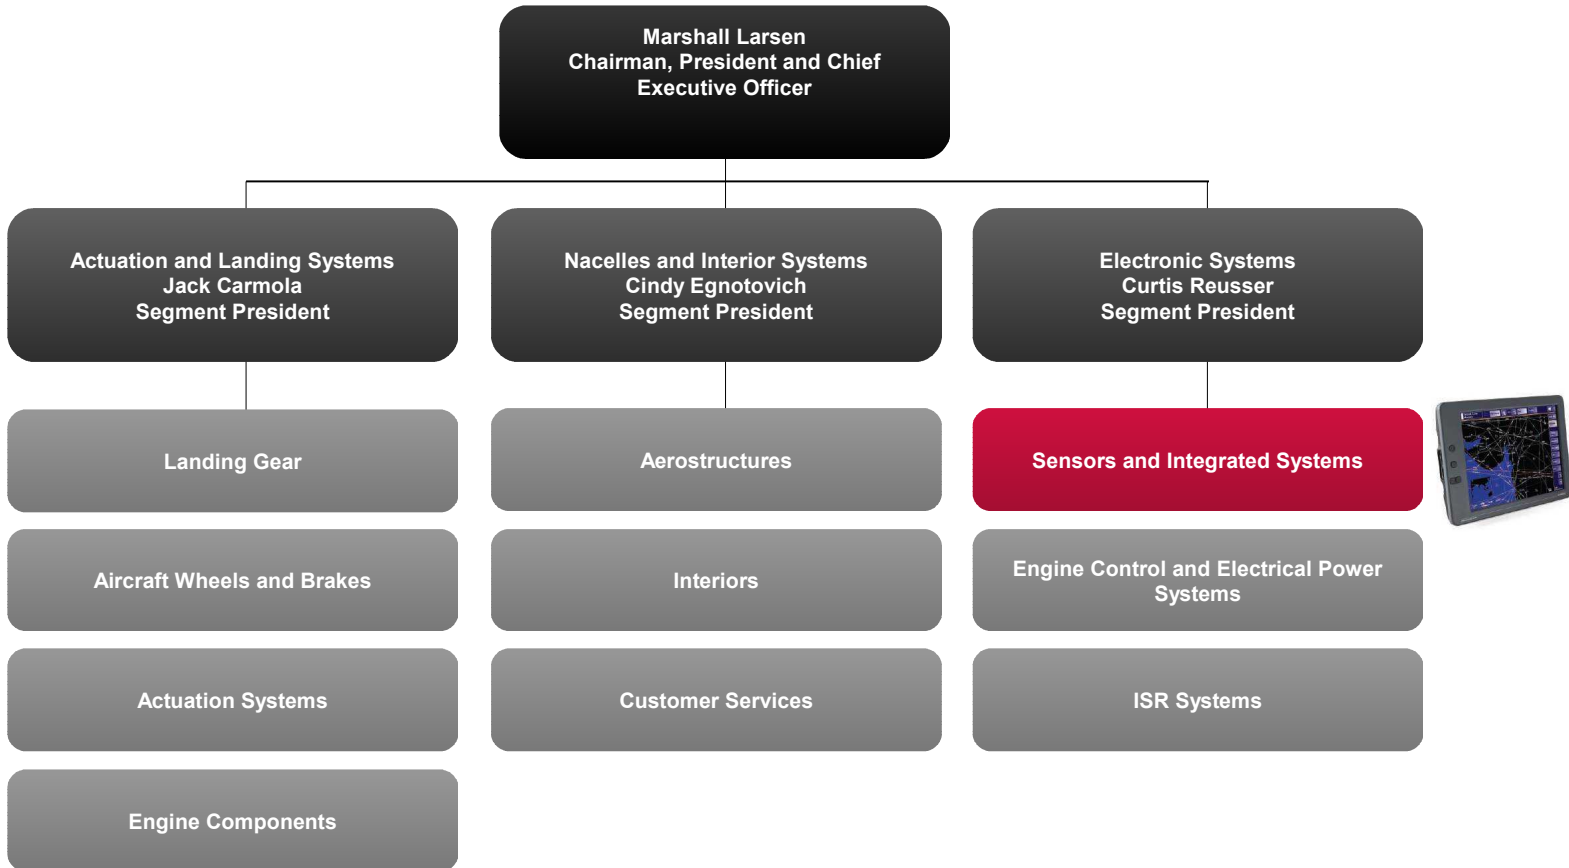 Marshall Larsen
Chairman, President and Chief
Executive Officer
Actuation and Landing Systems
Jack Carmola
Segment President
Nacelles and Interior Systems
Cindy Egnotovich
Segment President
Electronic Systems
Curtis Reusser
Segment President
Landing Gear
Aerostructures
Sensors and Integrated Systems
Aircraft Wheels and Brakes
Interiors
Engine Control and Electrical Power
Systems
Actuation Systems
Customer Services
ISR Systems
Engine Components